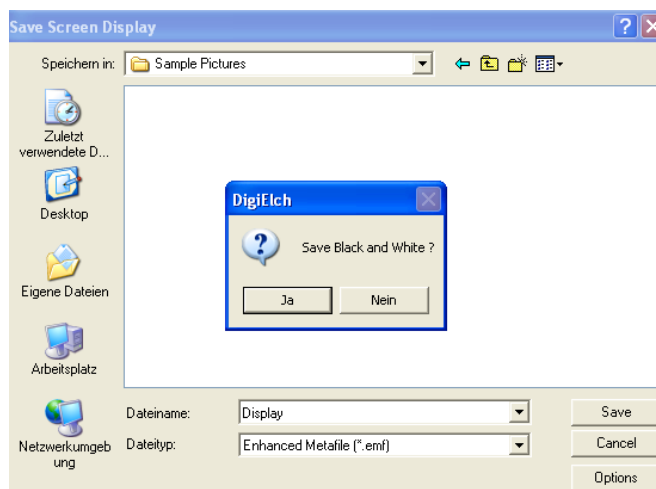 Save Screen Display
Speichern in:
Sample Pictures
Zuletzt
verwendete D...
Desktop
Eigene Dateien
Arbeitsplatz
Netzwerkumgeb
ung
DigiElch
Save Black and White ?
Ja
Nein
Dateiname:
Display
Save
Dateityp:
Enhanced Metafile (*.emf)
Cancel
Options